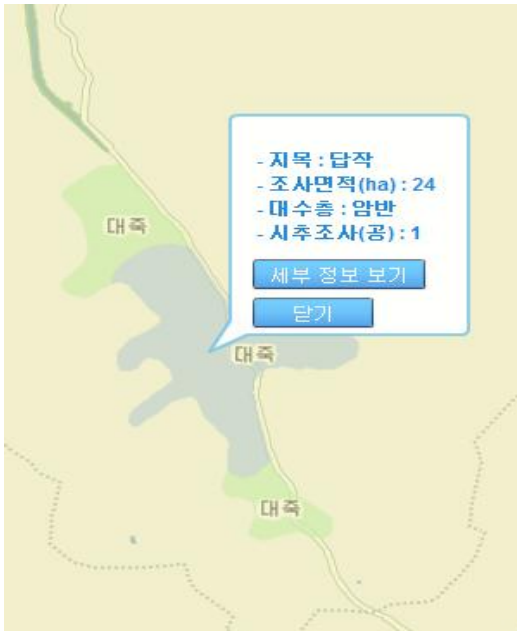 - 지목 : 답작
- 조사면적(ha) : 24
- 대수층 : 암반
- 시추조사(공) : 1
세부 정보 보기
닫기
대죽
대죽
대죽